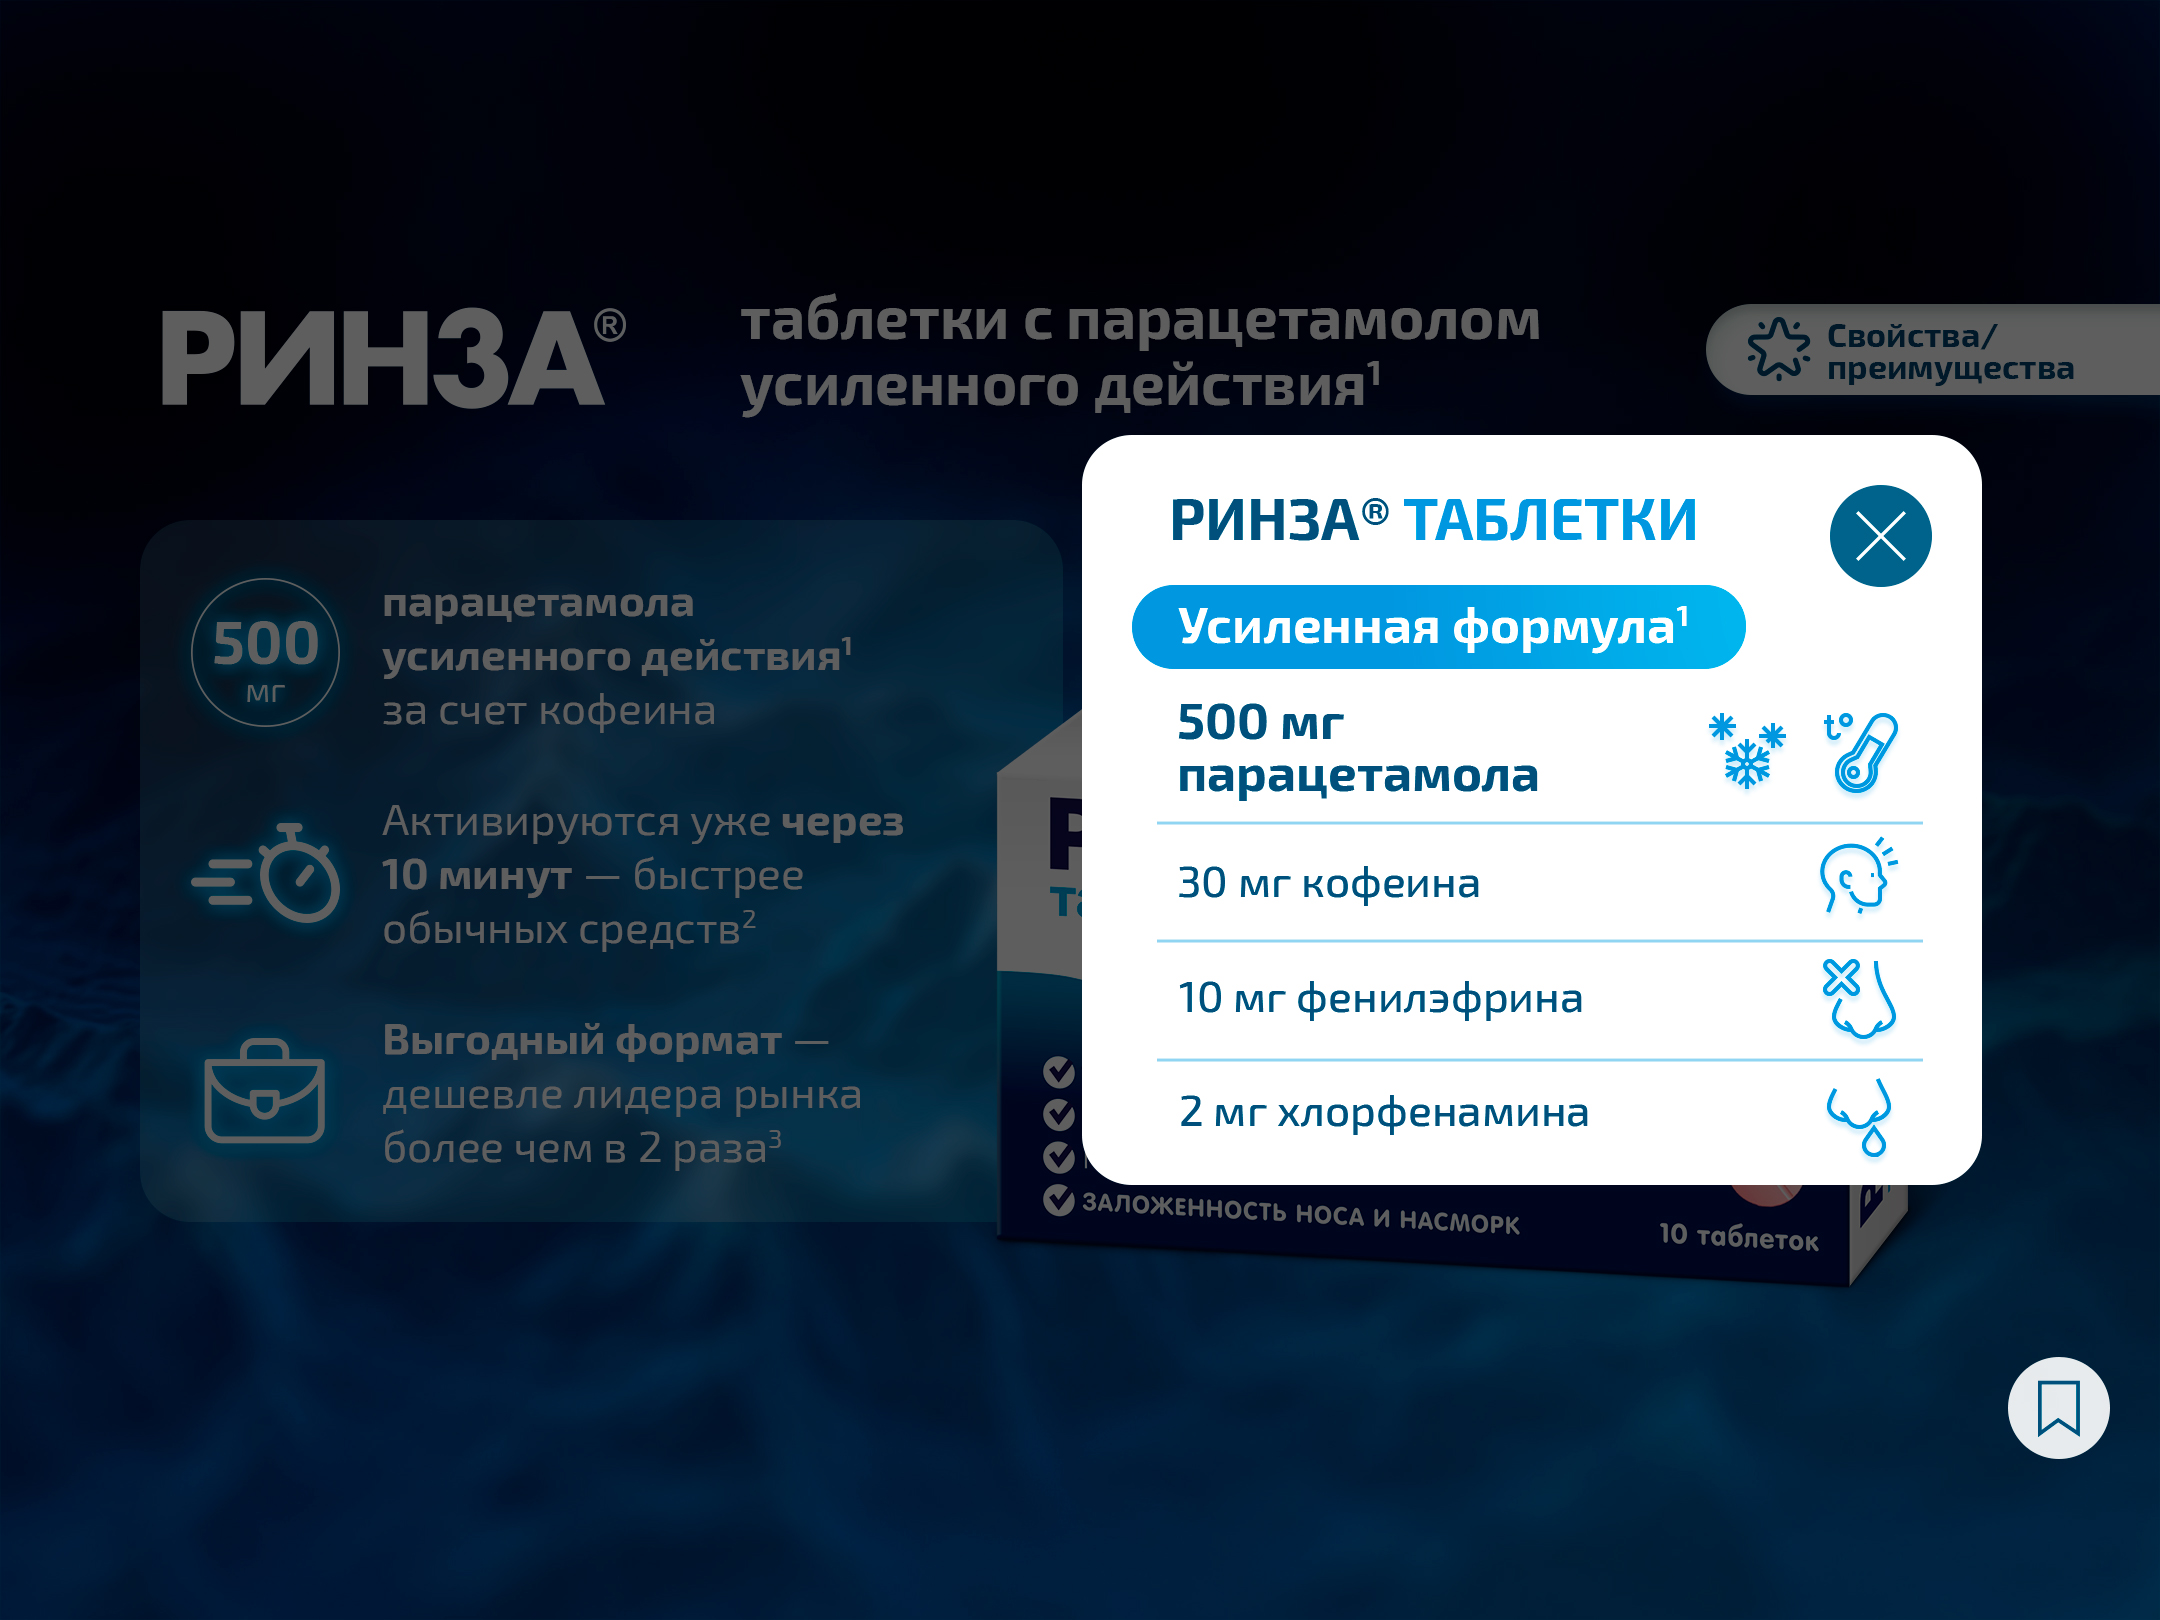 РИНЗА®
таблетки с парацетамолом
усиленного действия¹
Свойства/
преимущества
500
мг
парацетамола
усиленного действия¹
за счет кофеина
Активируются уже через
10 минут — быстрее
обычных средств²
Выгодный формат —
дешевле лидера рынка
более чем в 2 раза³
РИНЗА® ТАБЛЕТКИ
Усиленная формула¹
500 мг
парацетамола
t°
30 мг кофеина
10 мг фенилэфрина
2 мг хлорфенамина
ЗАЛОЖЕННОСТЬ НОСА И НАСМОРК
10 таблеток